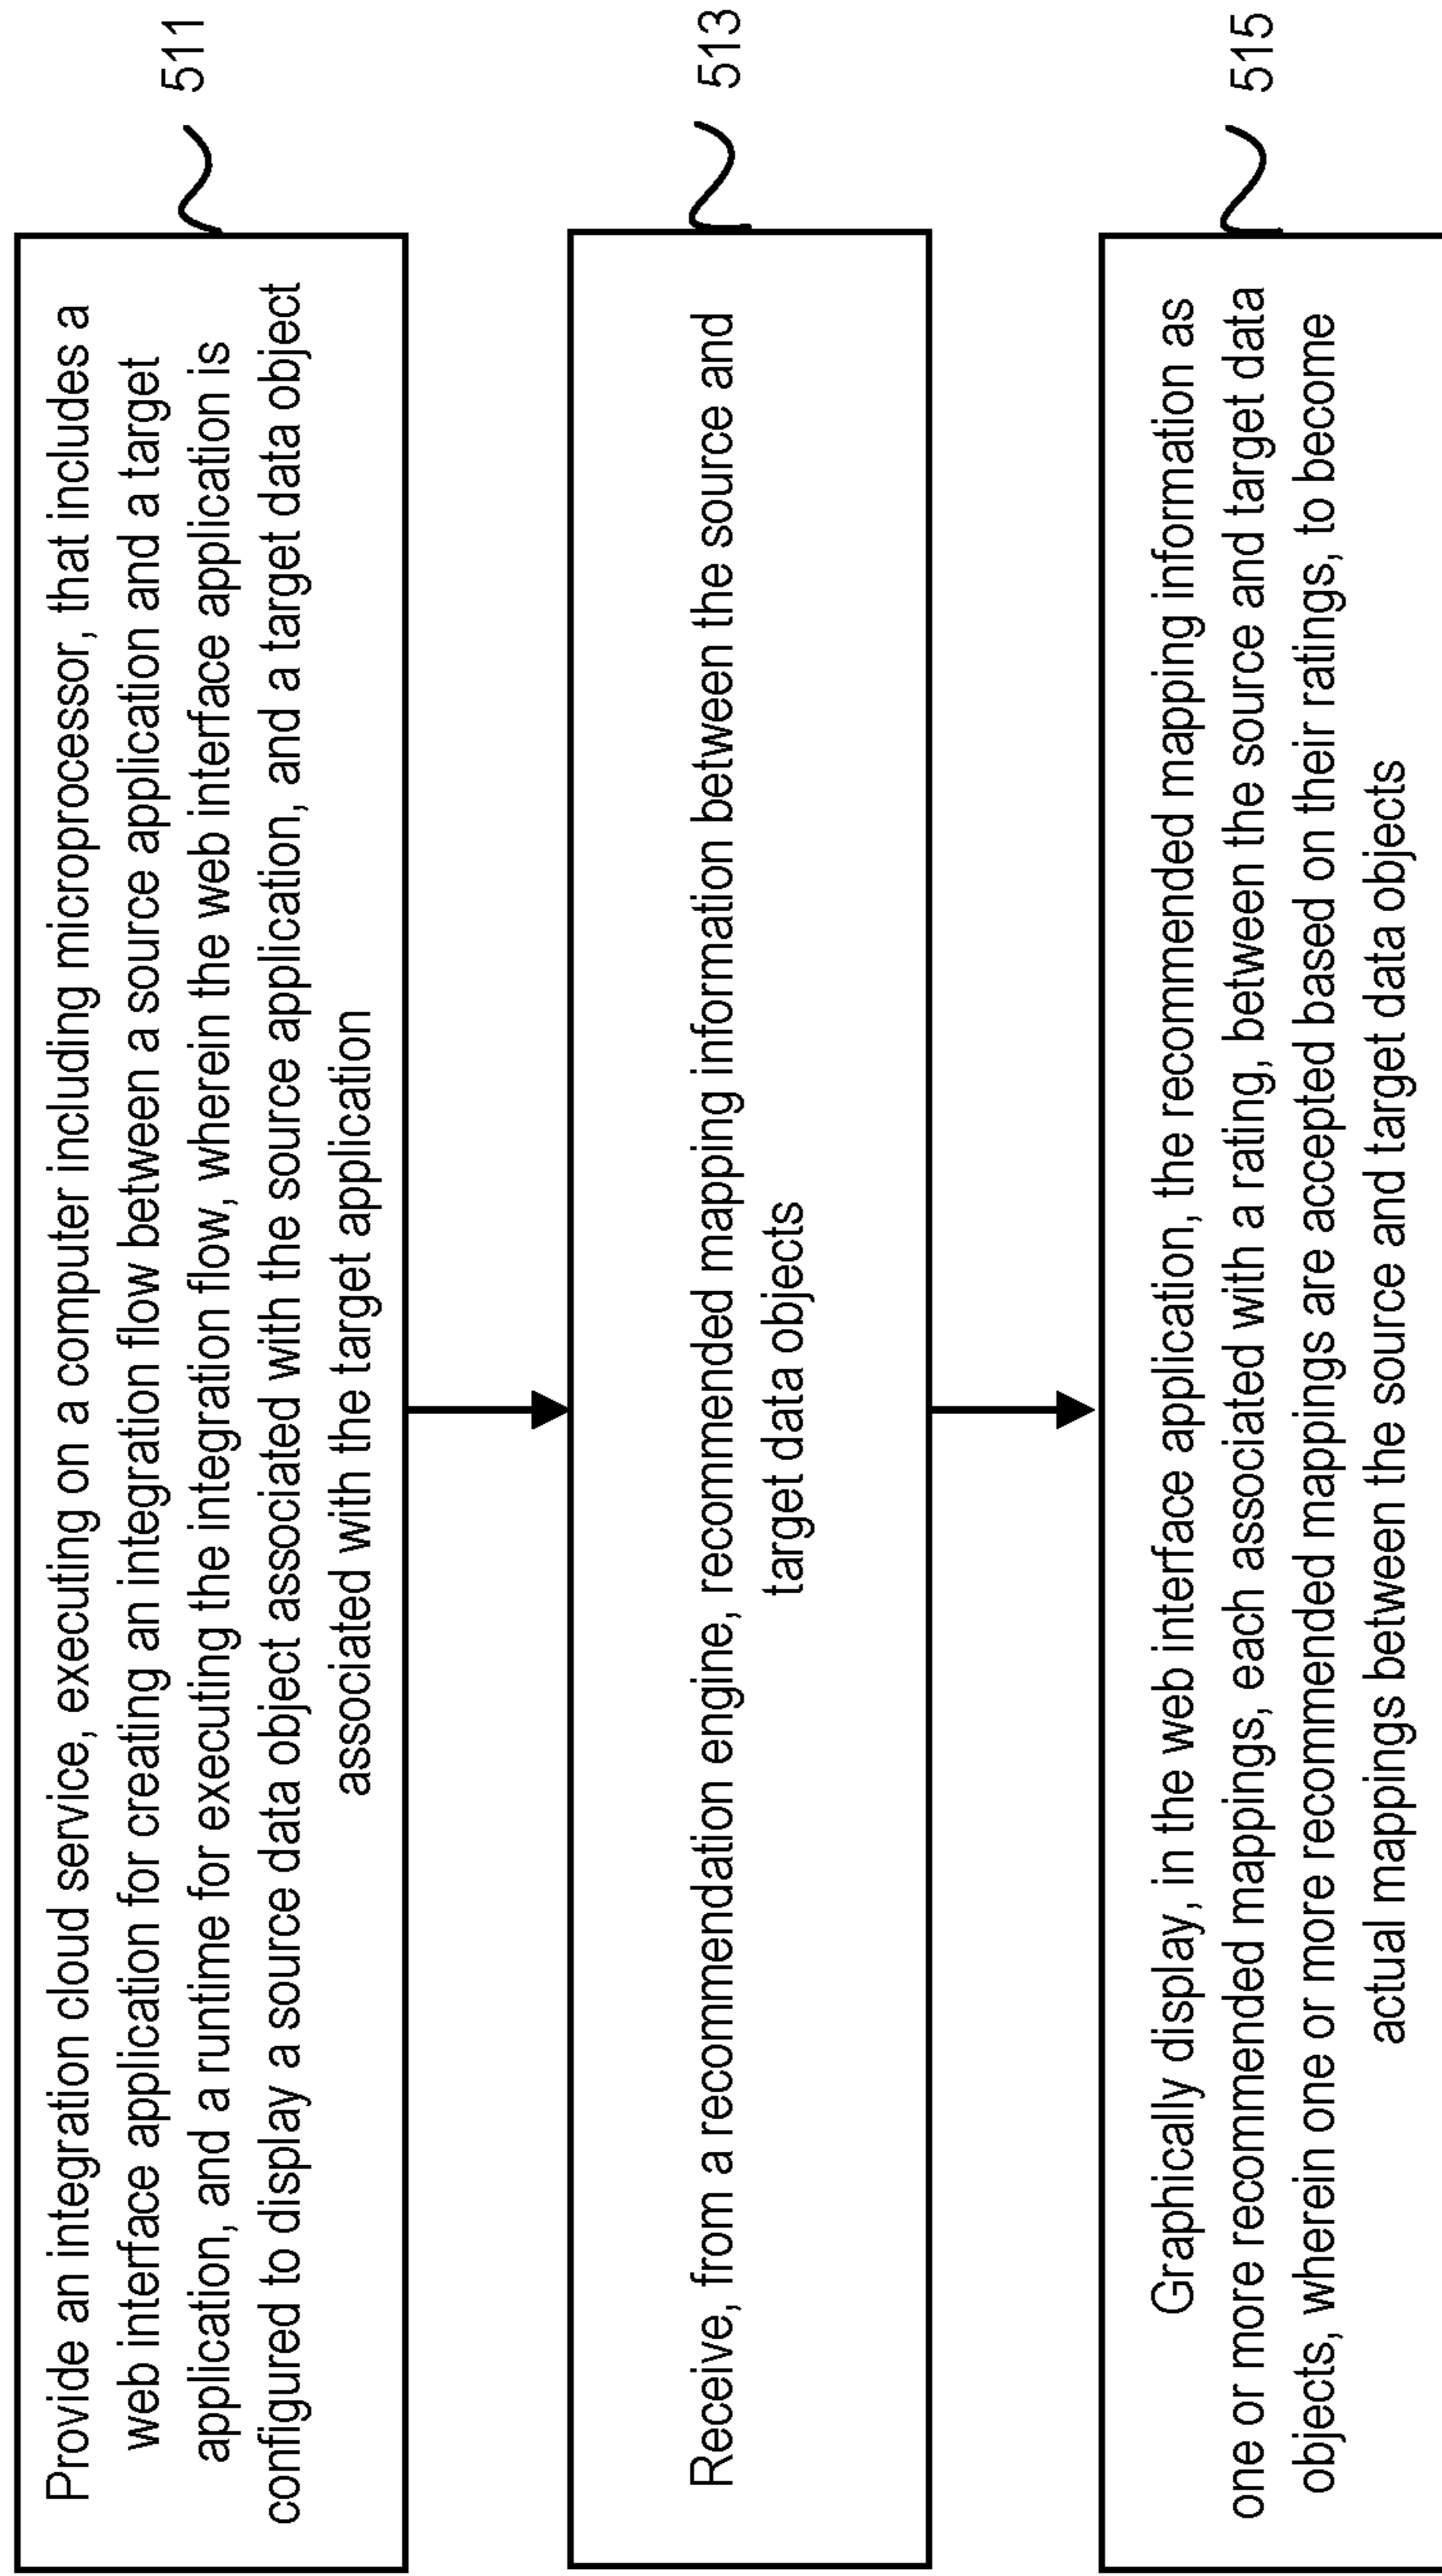 Provide an integration cloud service, executing on a computer including microprocessor, that includes a
web interface application for creating an integration flow between a source application and a target
application, and a runtime for executing the integration flow, wherein the web interface application is
configured to display a source data object associated with the source application, and a target data object
associated with the target application
511
Receive, from a recommendation engine, recommended mapping information between the source and
target data objects
513
Graphically display, in the web interface application, the recommended mapping information as
one or more recommended mappings, each associated with a rating, between the source and target data
objects, wherein one or more recommended mappings are accepted based on their ratings, to become
actual mappings between the source and target data objects
515